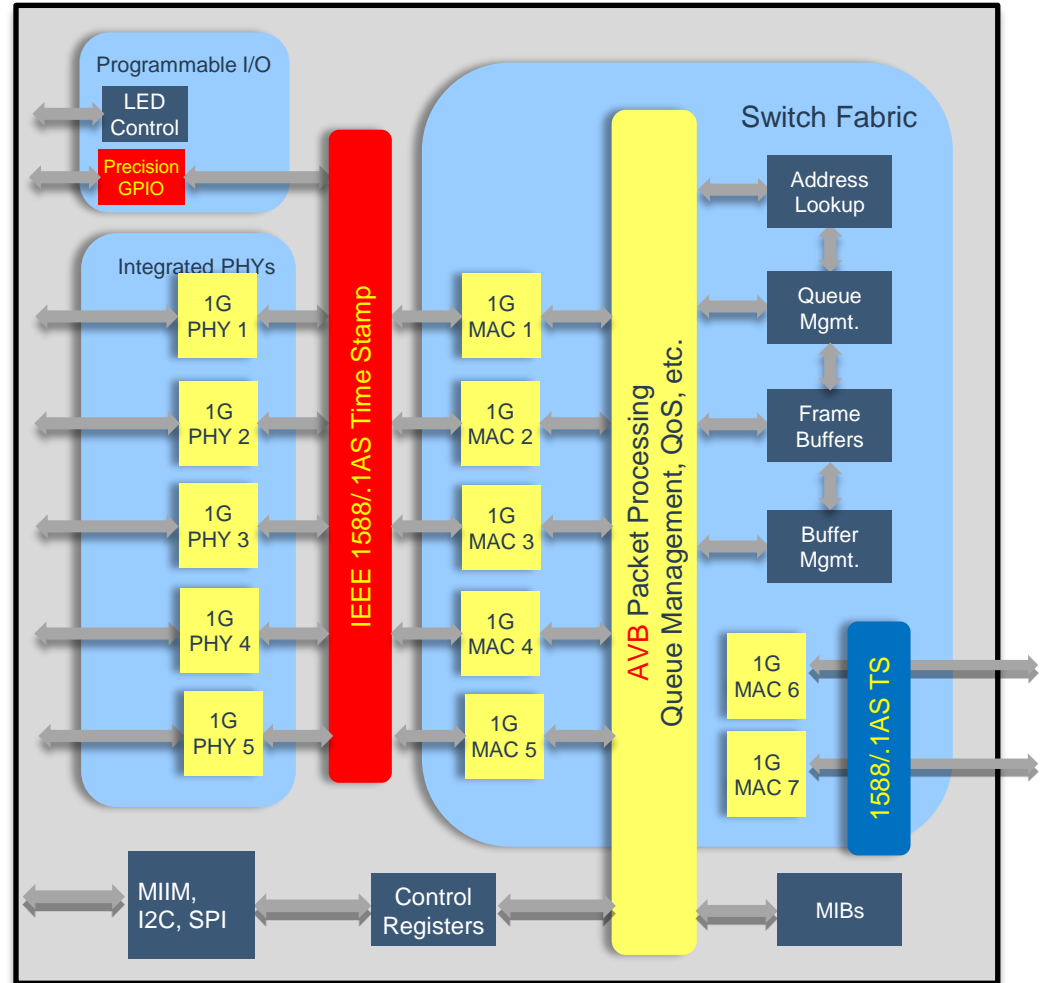 Programmable I/O
LED
Control
Precision
GPIO
Integrated PHYs
1G
PHY 1
1G
PHY 2
1G
PHY 3
1G
PHY 4
1G
PHY 5
IEEE 1588/.1AS Time Stamp
Switch Fabric
1G
MAC 1
1G
MAC 2
1G
MAC 3
1G
MAC 4
1G
MAC 5
AVB Packet Processing
Queue Management, QoS, etc.
Address
Lookup
Queue
Mgmt.
Frame
Buffers
Buffer
Mgmt.
1G
MAC 6
1G
MAC 7
1588/.1AS TS
MIIM,
I2C, SPI
Control
Registers
MIBs